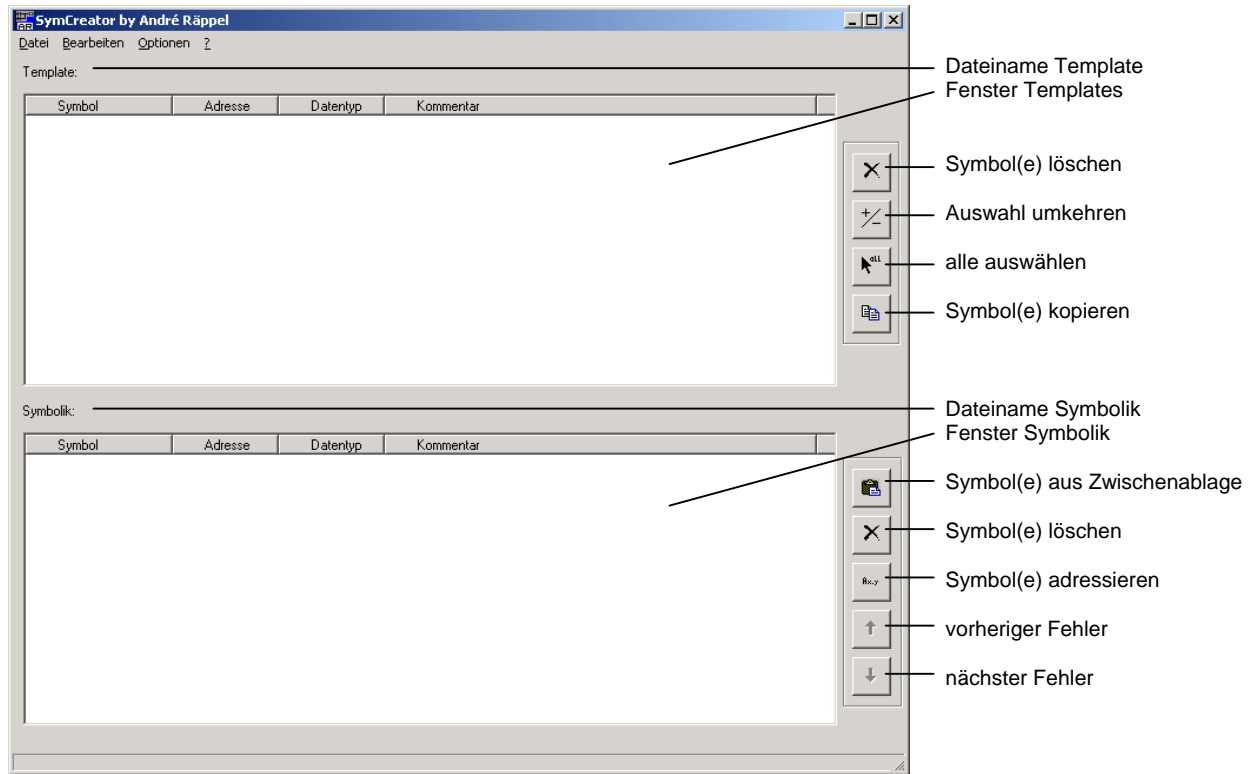 SymCreator by André Räppel
Datei Bearbeiten Optionen ?
Template:
Symbol Adresse Datentyp Kommentar
Dateiname Template
Fenster Templates
Symbol(e) löschen
+/- Auswahl umkehren
all alle auswählen
Symbol(e) kopieren
Symbolik:
Symbol Adresse Datentyp Kommentar
Dateiname Symbolik
Fenster Symbolik
Symbol(e) aus Zwischenablage
Symbol(e) löschen
Ax.y Symbol(e) adressieren
vorheriger Fehler
nächster Fehler